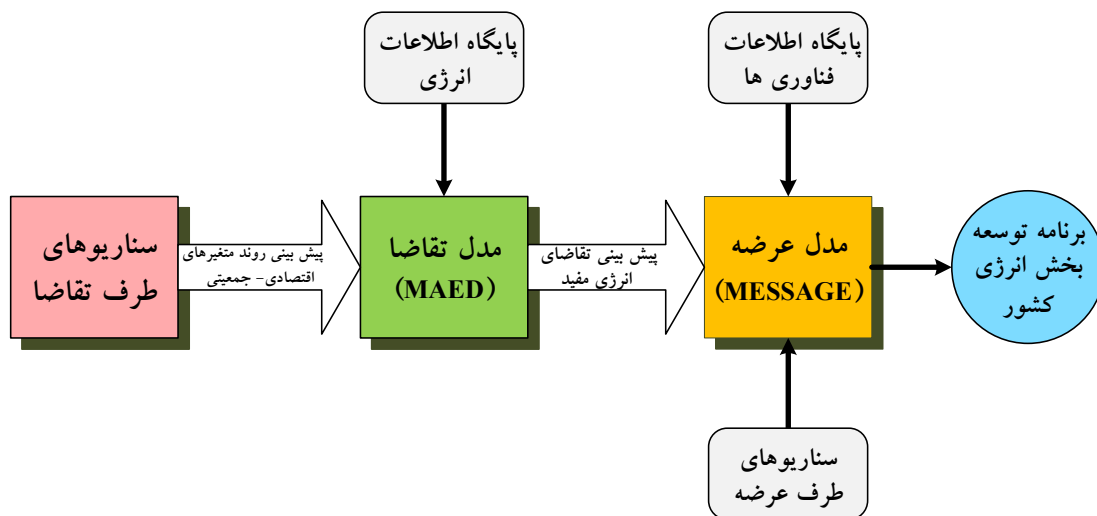 پایگاه اطلاعات
انرژی
پایگاه اطلاعات
فناوری ها
سناریوهای
طرف تقاضا
پیش بینی روند متغیرهای
اقتصادی- جمعیتی
مدل تقاضا
(MAED)
پیش بینی تقاضای
انرژی مفید
مدل عرضه
(MESSAGE)
برنامه توسعه
بخش انرژی
کشور
سناریوهای
طرف عرضه